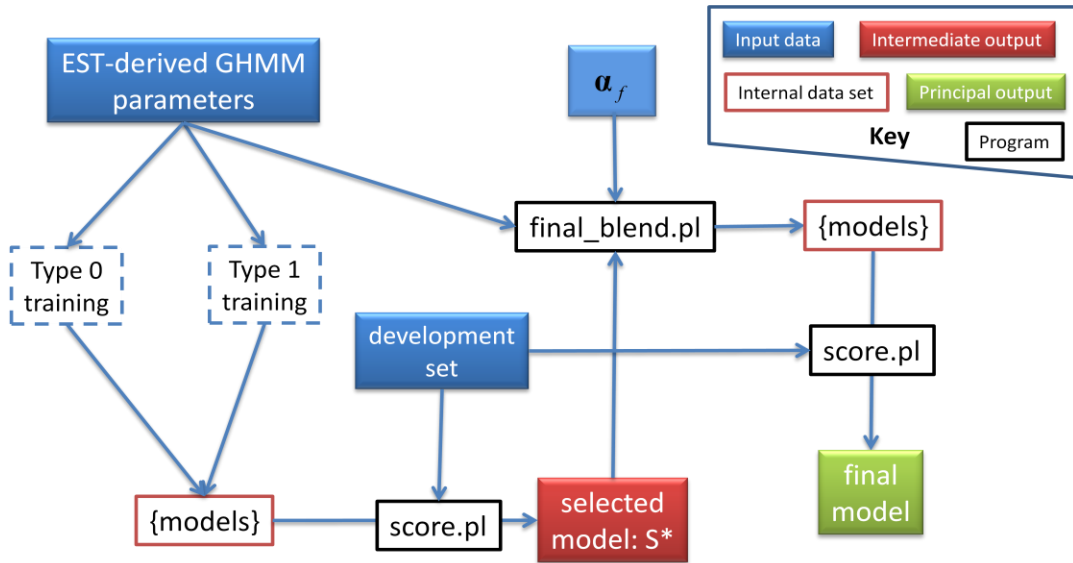 EST-derived GHMM
parameters
α f
Input data
Intermediate output
Internal data set
Principal output
Key
Program
final_blend.pl
{models}
Type 0
training
Type 1
training
development
set
score.pl
{models}
score.pl
selected
model: S*
final
model